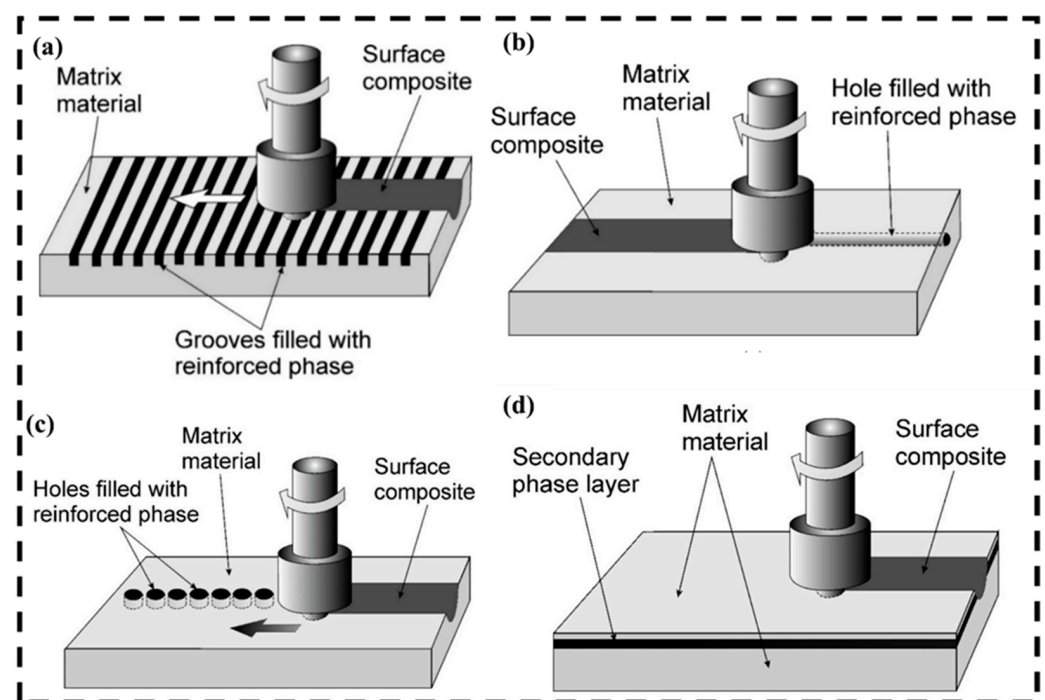 (a)
Matrix
material
Surface
composite
Grooves filled with
reinforced phase
(b)
Matrix
material
Hole filled with
reinforced phase
Surface
composite
(c)
Matrix
material
Holes filled with
reinforced phase
Surface
composite
(d)
Matrix
material
Secondary
phase layer
Surface
composite